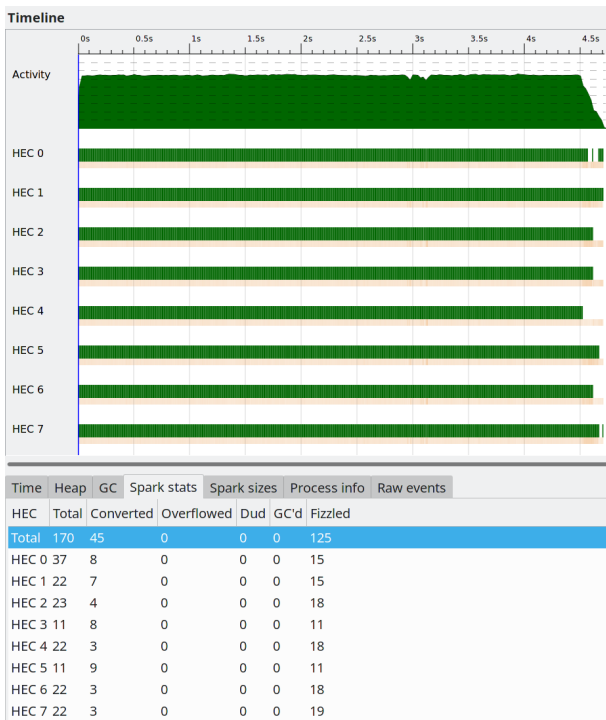 Timeline
0s 0.5s 1s 1.5s 2s 2.5s 3s 3.5s 4s 4.5s
Activity
HEC 0
HEC 1
HEC 2
HEC 3
HEC 4
HEC 5
HEC 6
HEC 7
Time Heap GC Spark stats Spark sizes Process info Raw events
HEC Total Converted Overflowed Dud GC'd Fizzled
Total 170 45 0 0 0 125
HEC 0 37 8 0 0 0 15
HEC 1 22 7 0 0 0 15
HEC 2 23 4 0 0 0 18
HEC 3 11 8 0 0 0 11
HEC 4 22 3 0 0 0 18
HEC 5 11 9 0 0 0 11
HEC 6 22 3 0 0 0 18
HEC 7 22 3 0 0 0 19